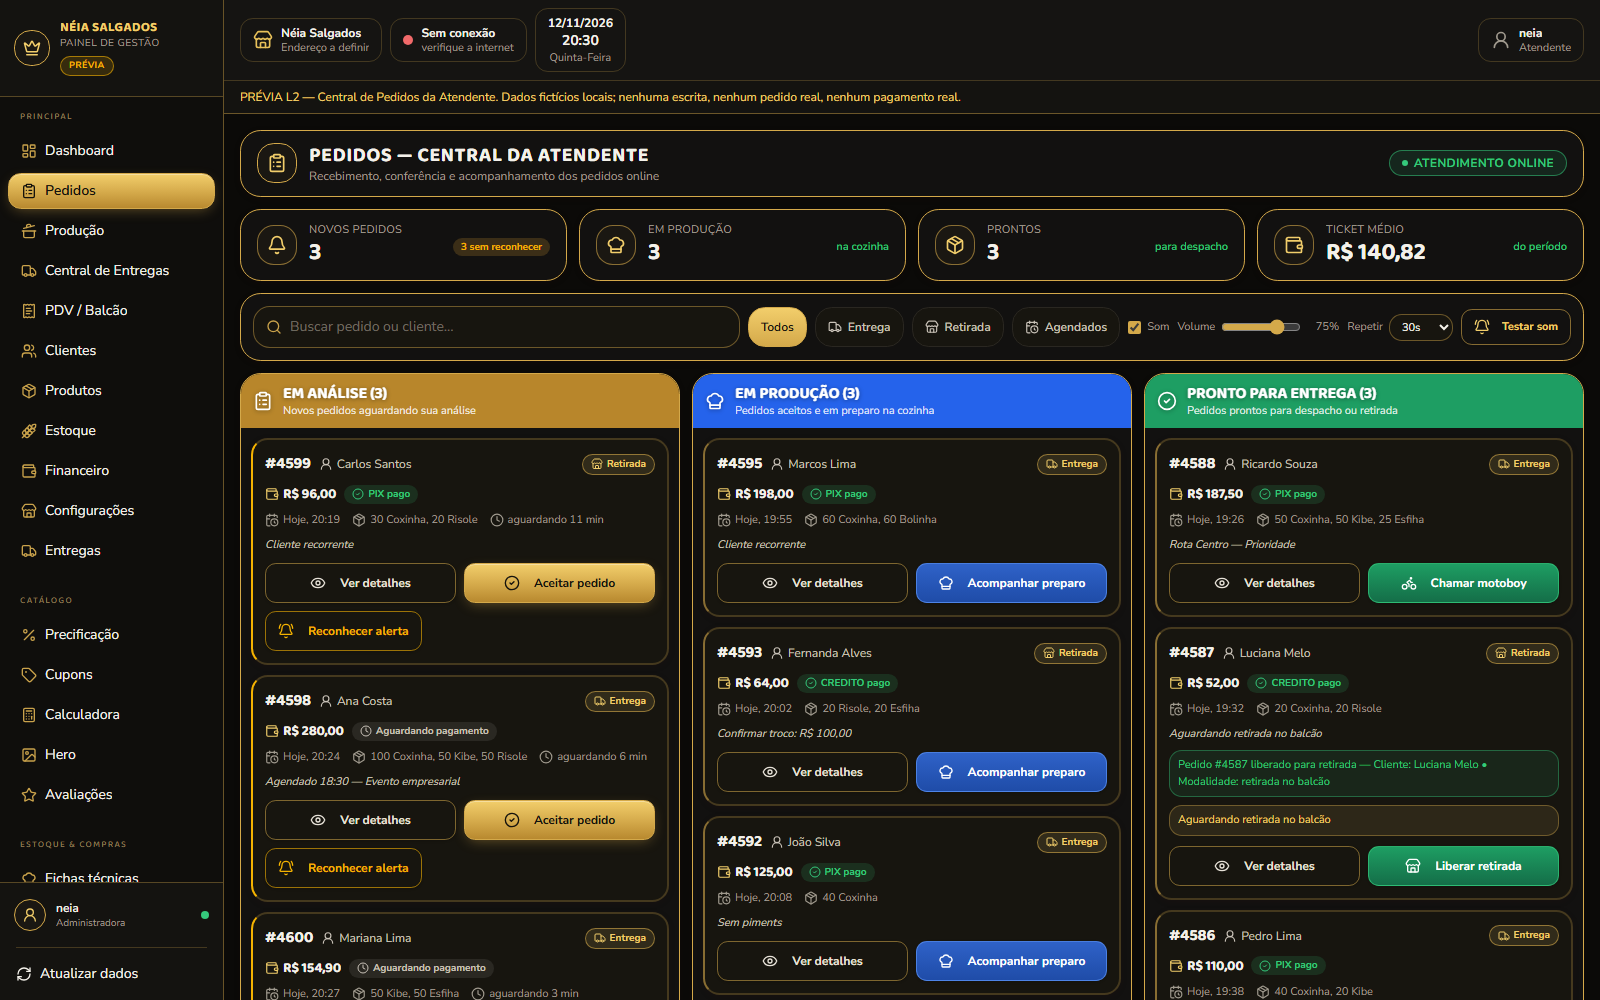 NÉIA SALGADOS
PAINEL DE GESTÃO
PRÉVIA
PRINCIPAL
Dashboard
Pedidos
Produção
Central de Entregas
PDV / Balcão
Clientes
Produtos
Estoque
Financeiro
Configurações
Entregas
CATÁLOGO
Precificação
Cupons
Calculadora
Hero
Avaliações
ESTOQUE & COMPRAS
Fichas técnicas
neia
Administradora
Atualizar dados
Néia Salgados
Endereço a definir
Sem conexão
verifique a internet
12/11/2026
20:30
Quinta-Feira
neia
Atendente
PRÉVIA L2 — Central de Pedidos da Atendente. Dados fictícios locais; nenhuma escrita, nenhum pedido real, nenhum pagamento real.
PEDIDOS — CENTRAL DA ATENDENTE
Recebimento, conferência e acompanhamento dos pedidos online
ATENDIMENTO ONLINE
NOVOS PEDIDOS
3
3 sem reconhecer
EM PRODUÇÃO
3
na cozinha
PRONTOS
3
para despacho
TICKET MÉDIO
R$ 140,82
do período
Buscar pedido ou cliente...
Todos
Entrega
Retirada
Agendados
Som
Volume
75%
Repetir
30s
Testar som
EM ANÁLISE (3)
Novos pedidos aguardando sua análise
#4599 Carlos Santos
Retirada
R$ 96,00 PIX pago
Hoje, 20:19 30 Coxinha, 20 Risole aguardando 11 min
Cliente recorrente
Ver detalhes
Aceitar pedido
Reconhecer alerta
#4598 Ana Costa
Entrega
R$ 280,00 Aguardando pagamento
Hoje, 20:24 100 Coxinha, 50 Kibe, 50 Risole aguardando 6 min
Agendado 18:30 — Evento empresarial
Ver detalhes
Aceitar pedido
Reconhecer alerta
#4600 Mariana Lima
Entrega
R$ 154,90 Aguardando pagamento
Hoje, 20:27 50 Kibe, 50 Esfiha aguardando 3 min
EM PRODUÇÃO (3)
Pedidos aceitos e em preparo na cozinha
#4595 Marcos Lima
Entrega
R$ 198,00 PIX pago
Hoje, 19:55 60 Coxinha, 60 Bolinha
Cliente recorrente
Ver detalhes
Acompanhar preparo
#4593 Fernanda Alves
Retirada
R$ 64,00 CREDITO pago
Hoje, 20:02 20 Risole, 20 Esfiha
Confirmar troco: R$ 100,00
Ver detalhes
Acompanhar preparo
#4592 João Silva
Entrega
R$ 125,00 PIX pago
Hoje, 20:08 40 Coxinha
Sem piments
Ver detalhes
Acompanhar preparo
PRONTO PARA ENTREGA (3)
Pedidos prontos para despacho ou retirada
#4588 Ricardo Souza
Entrega
R$ 187,50 PIX pago
Hoje, 19:26 50 Coxinha, 50 Kibe, 25 Esfiha
Rota Centro — Prioridade
Ver detalhes
Chamar motoboy
#4587 Luciana Melo
Retirada
R$ 52,00 CREDITO pago
Hoje, 19:32 20 Coxinha, 20 Risole
Aguardando retirada no balcão
Pedido #4587 liberado para retirada — Cliente: Luciana Melo •
Modalidade: retirada no balcão
Aguardando retirada no balcão
Ver detalhes
Liberar retirada
#4586 Pedro Lima
Entrega
R$ 110,00 PIX pago
Hoje, 19:38 40 Coxinha, 20 Kibe